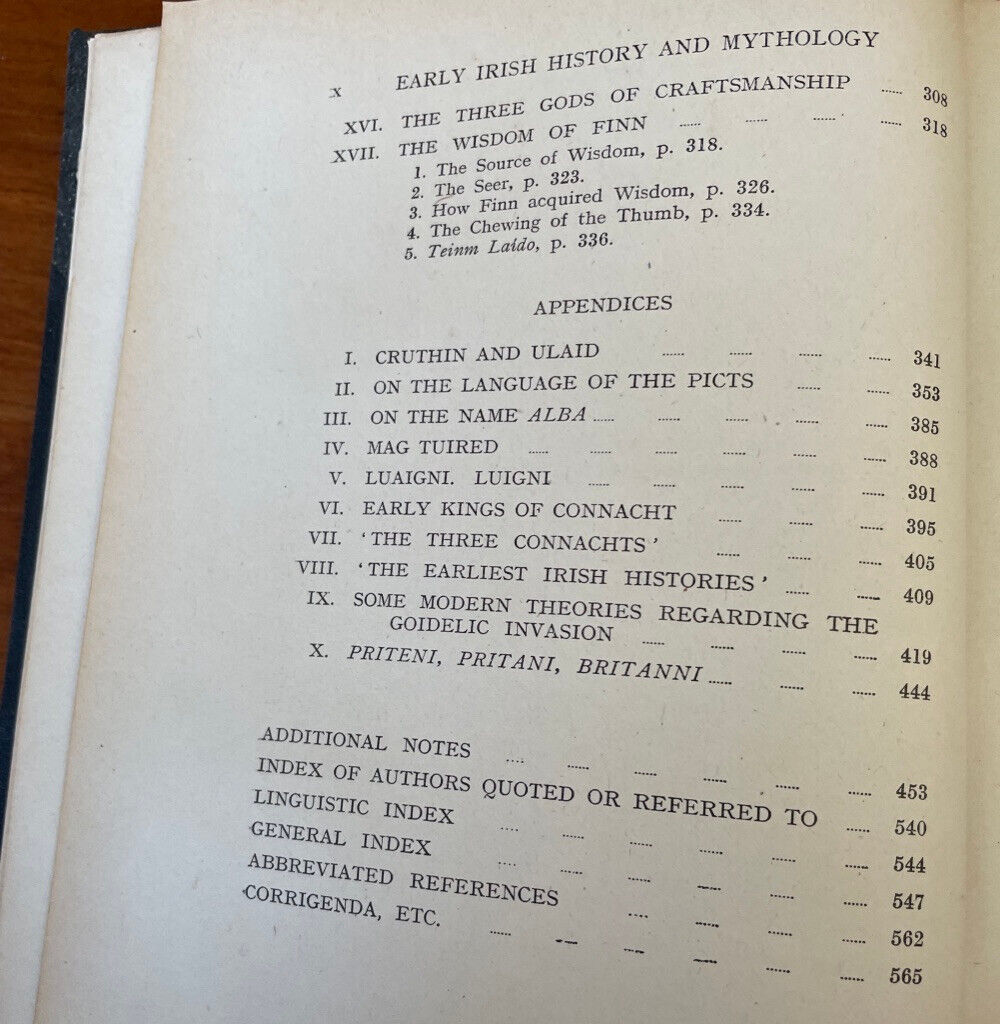 x EARLY IRISH HISTORY AND MYTHOLOGY
XVI. THE THREE GODS OF CRAFTSMANSHIP ...... 308
XVII. THE WISDOM OF FINN ...... ...... ...... ...... 318
1. The Source of Wisdom, p. 318.
2. The Seer, p. 323.
3. How Finn acquired Wisdom, p. 326.
4. The Chewing of the Thumb, p. 334.
5. Teinm Laido, p. 336.
APPENDICES
I. CRUTHIN AND ULAID ...... ...... ...... ...... 341
II. ON THE LANGUAGE OF THE PICTS ...... ...... 353
III. ON THE NAME ALBA ...... ...... ...... ...... ...... 385
IV. MAG TUIRED ...... ...... ...... ...... ...... ...... 388
V. LUAIGNI. LUIGNI ...... ...... ...... ...... ...... 391
VI. EARLY KINGS OF CONNACHT ...... ...... ...... 395
VII. ‘THE THREE CONNACHTS’ ...... ...... ...... 405
VIII. ‘THE EARLIEST IRISH HISTORIES’ ...... ...... 409
IX. SOME MODERN THEORIES REGARDING THE
GOIDELIC INVASION ...... ...... ...... ...... 419
X. PRITENI, PRITANI, BRITANNI ...... ...... ...... 444
ADDITIONAL NOTES .... ...... ...... ...... ...... ...... 453
INDEX OF AUTHORS QUOTED OR REFERRED TO ...... 540
LINGUISTIC INDEX .... ...... ...... ...... ...... ...... 544
GENERAL INDEX .... ...... ...... ...... ...... ...... 547
ABBREVIATED REFERENCES .... ...... ...... ...... 562
CORRIGENDA, ETC. ...... ...... ...... ...... ...... ...... 565